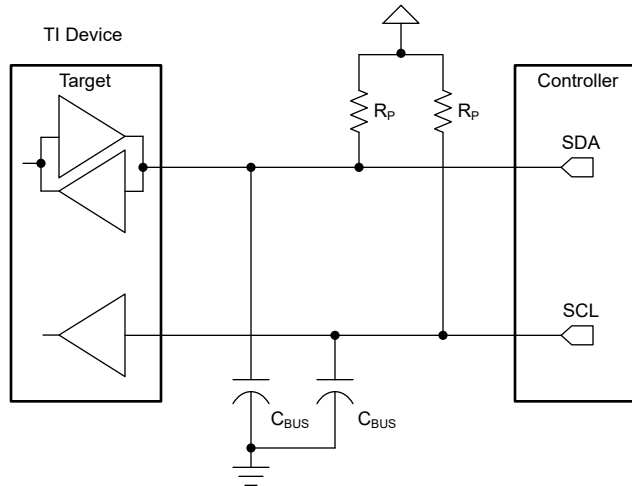 TI Device
Target
Controller
R_P
R_P
SDA
SCL
C_BUS
C_BUS